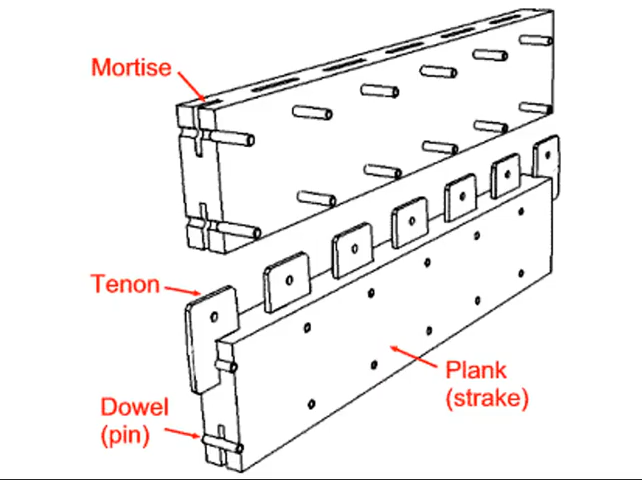 Mortise
Tenon
Plank
(strake)
Dowel
(pin)